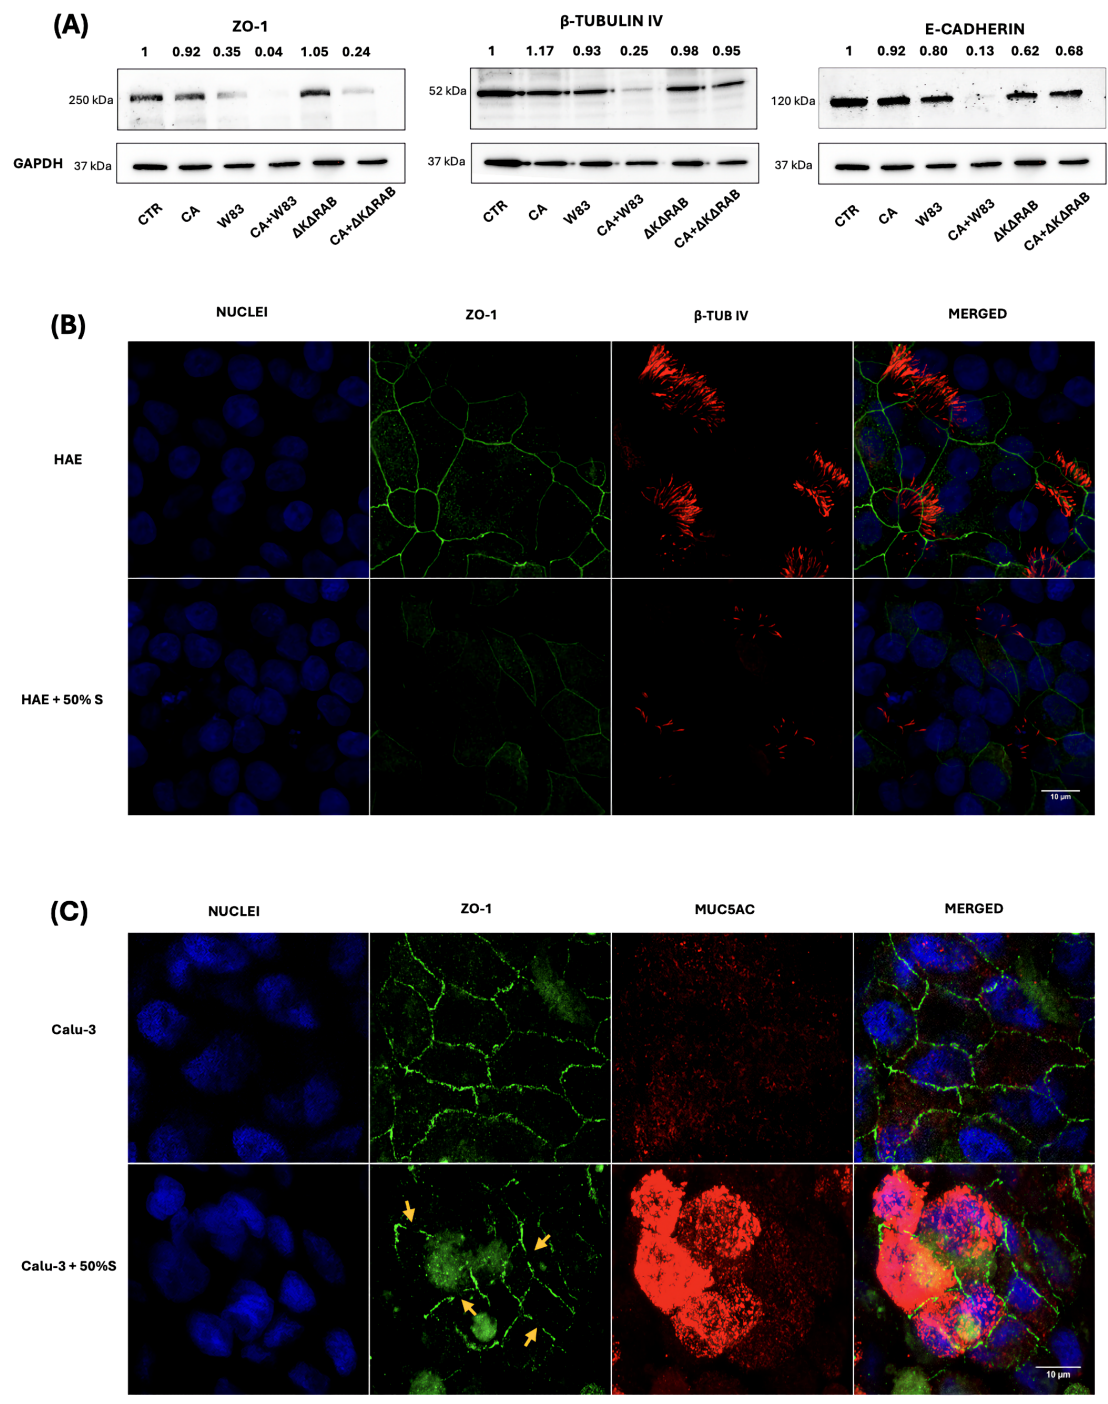 (A)
ZO-1
1 0.92 0.35 0.04 1.05 0.24
250 kDa
GAPDH
37 kDa
CTR CA W83 CA+W83 ΔKΔRAB CA+ΔKΔRAB
β-TUBULIN IV
1 1.17 0.93 0.25 0.98 0.95
52 kDa
37 kDa
CTR CA W83 CA+W83 ΔKΔRAB CA+ΔKΔRAB
E-CADHERIN
1 0.92 0.80 0.13 0.62 0.68
120 kDa
37 kDa
CTR CA W83 CA+W83 ΔKΔRAB CA+ΔKΔRAB
(B)
NUCLEI ZO-1 β-TUB IV MERGED
HAE
HAE + 50% S
10 µm
(C)
NUCLEI ZO-1 MUC5AC MERGED
Calu-3
Calu-3 + 50%S
10 µm